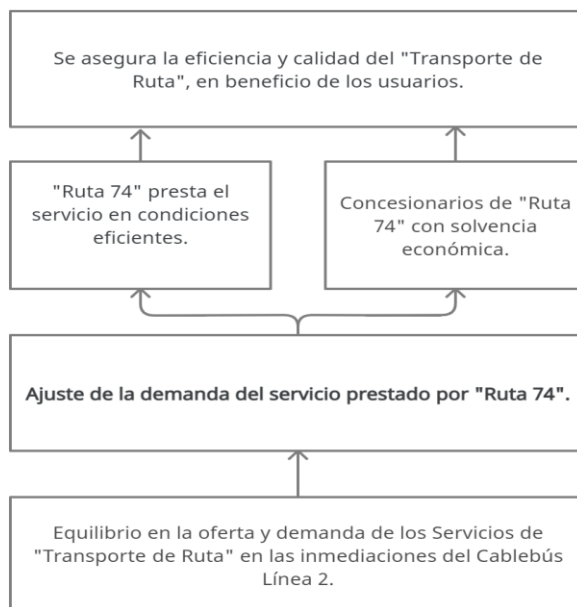 Se asegura la eficiencia y calidad del "Transporte de
Ruta", en beneficio de los usuarios.
"Ruta 74" presta el
servicio en condiciones
eficientes.
Concesionarios de "Ruta
74" con solvencia
económica.
Ajuste de la demanda del servicio prestado por "Ruta 74".
Equilibrio en la oferta y demanda de los Servicios de
"Transporte de Ruta" en las inmediaciones del Cablebús
Línea 2.